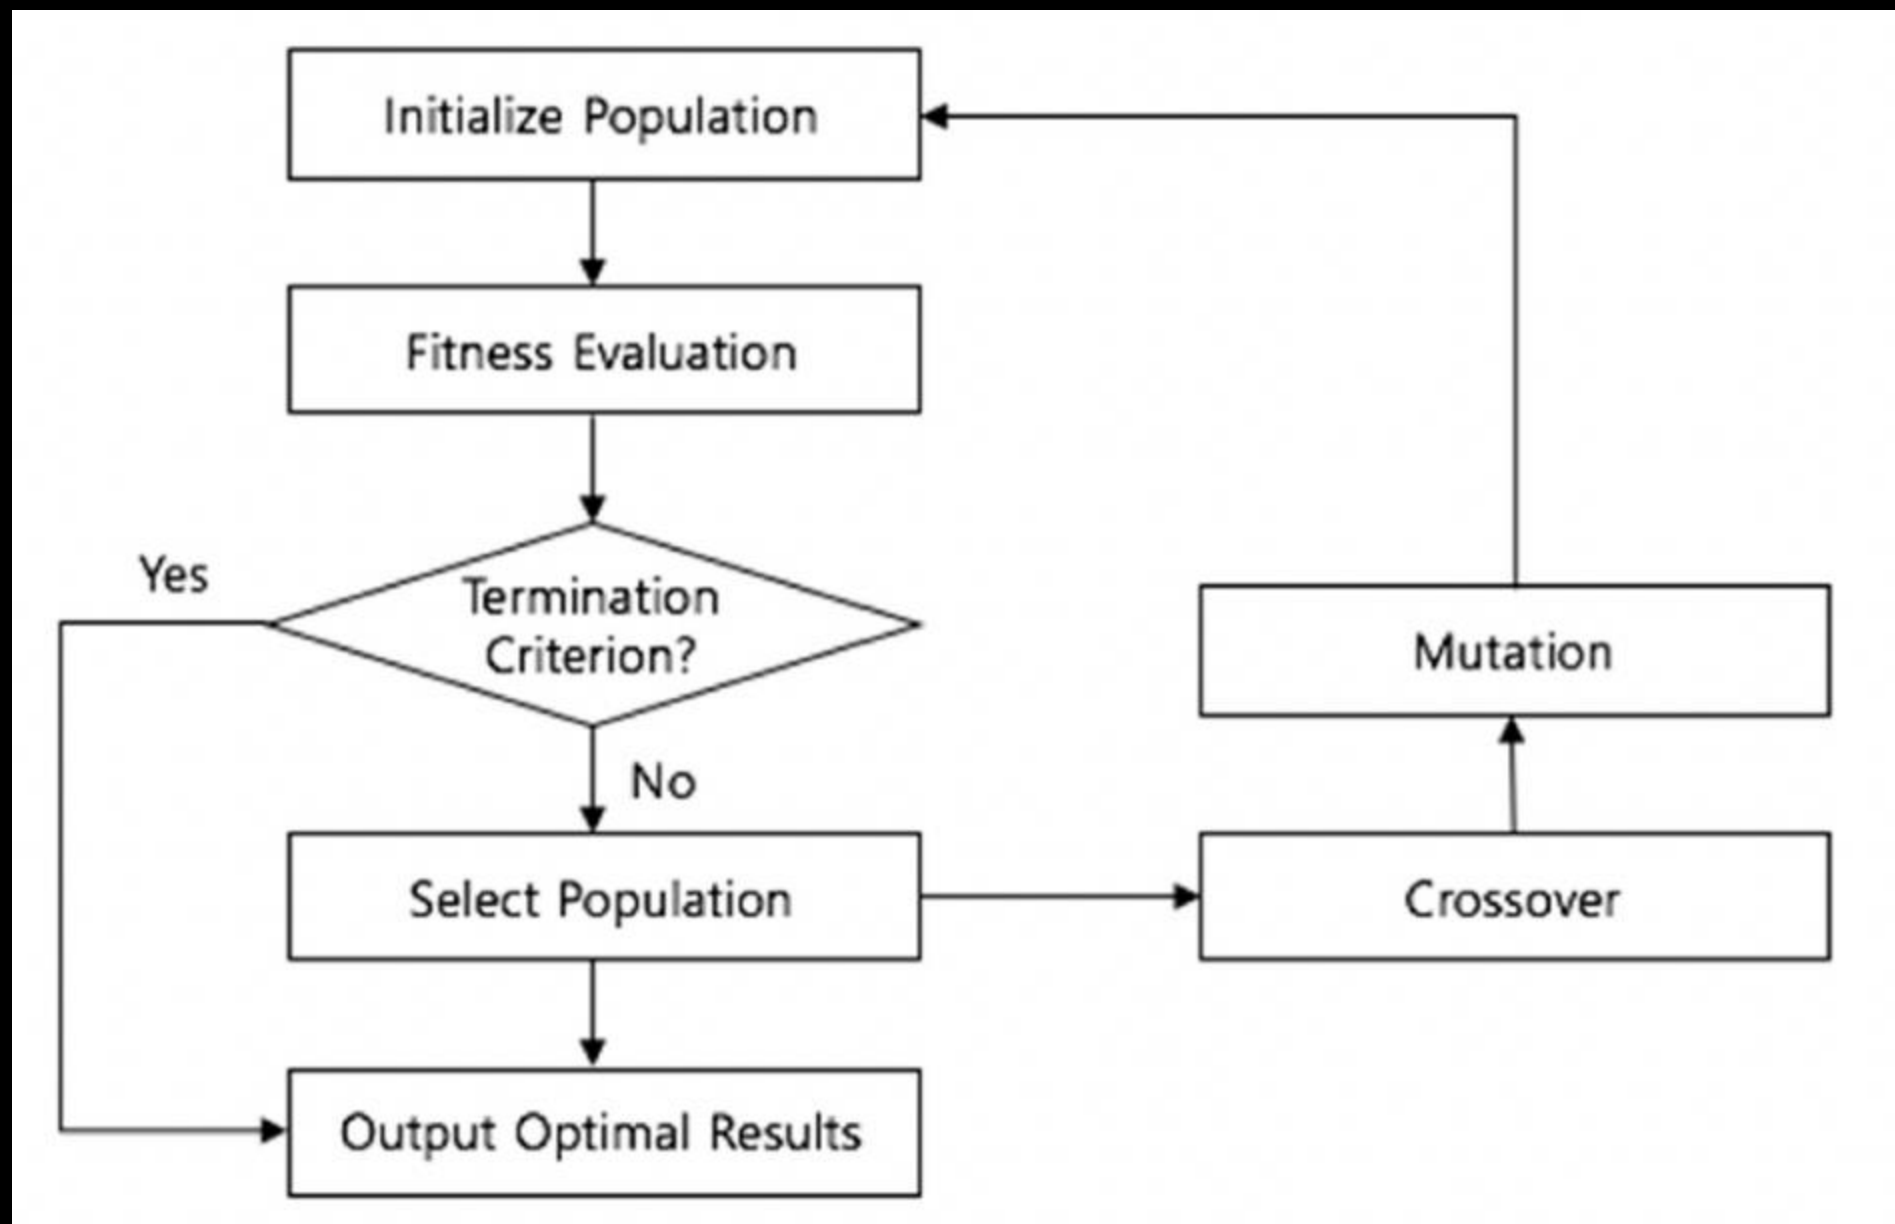 Initialize Population
Fitness Evaluation
Yes
Termination
Criterion?
Mutation
No
Select Population
Crossover
Output Optimal Results